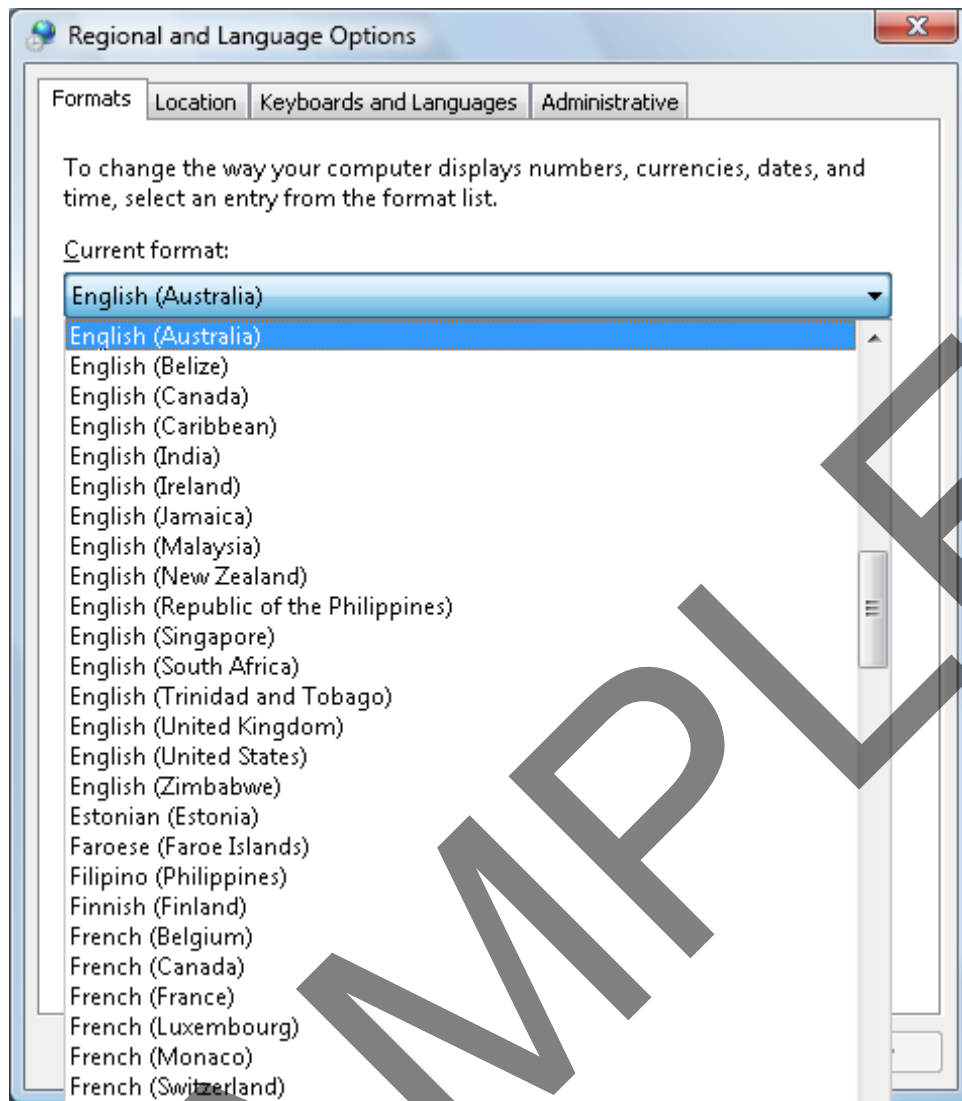 Regional and Language Options
Formats Location Keyboards and Languages Administrative
To change the way your computer displays numbers, currencies, dates, and
time, select an entry from the format list.
Current format:
English (Australia)
English (Australia)
English (Belize)
English (Canada)
English (Caribbean)
English (India)
English (Ireland)
English (Jamaica)
English (Malaysia)
English (New Zealand)
English (Republic of the Philippines)
English (Singapore)
English (South Africa)
English (Trinidad and Tobago)
English (United Kingdom)
English (United States)
English (Zimbabwe)
Estonian (Estonia)
Faroese (Faroe Islands)
Filipino (Philippines)
Finnish (Finland)
French (Belgium)
French (Canada)
French (France)
French (Luxembourg)
French (Monaco)
French (Switzerland)